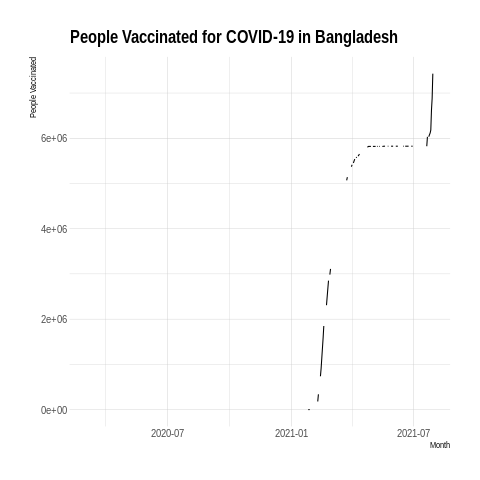 People Vaccinated for COVID-19 in Bangladesh
People Vaccinated
6e+06
4e+06
2e+06
0e+00
2020-07
2021-01
2021-07
Month